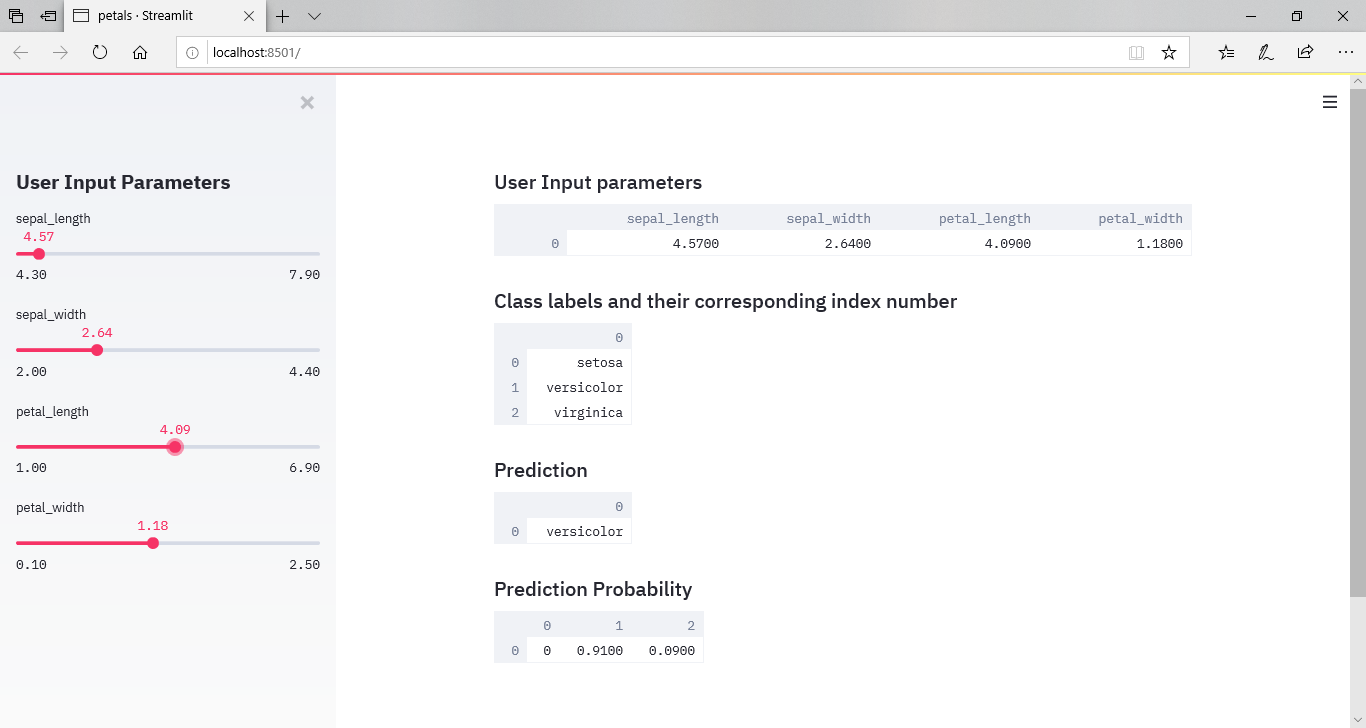 petals · Streamlit
localhost:8501/
User Input Parameters
sepal_length
4.57
4.30 7.90
sepal_width
2.64
2.00 4.40
petal_length
4.09
1.00 6.90
petal_width
1.18
0.10 2.50
User Input parameters
sepal_length sepal_width petal_length petal_width
0 4.5700 2.6400 4.0900 1.1800
Class labels and their corresponding index number
0
0 setosa
1 versicolor
2 virginica
Prediction
0
0 versicolor
Prediction Probability
0 1 2
0 0 0.9100 0.0900